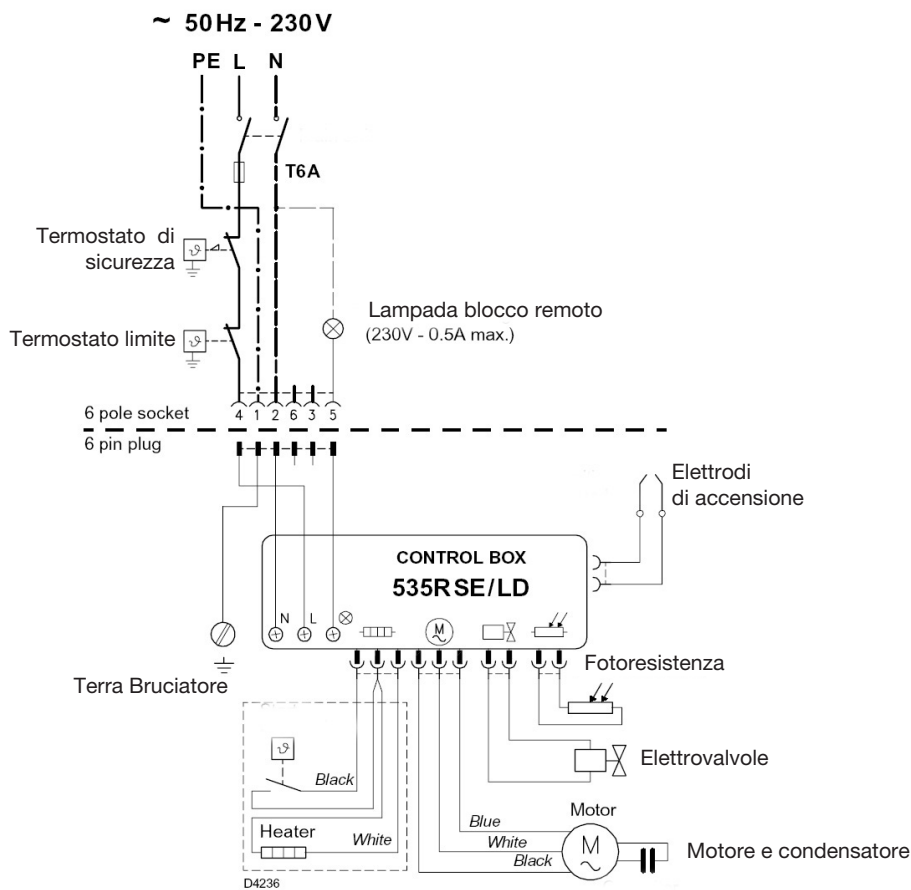 ~ 50Hz - 230V
PE L N
T6A
Termostato di
sicurezza
Lampada blocco remoto
(230V - 0.5A max.)
Termostato limite
4 1 2 6 3 5
6 pole socket
6 pin plug
Elettrodi
di accensione
CONTROL BOX
535R SE/LD
N L
M
~
Terra Bruciatore
Fotoresistenza
Elettrovalvole
Black
Heater
White
Motor
Blue
White
Black
M
~
Motore e condensatore
D4236